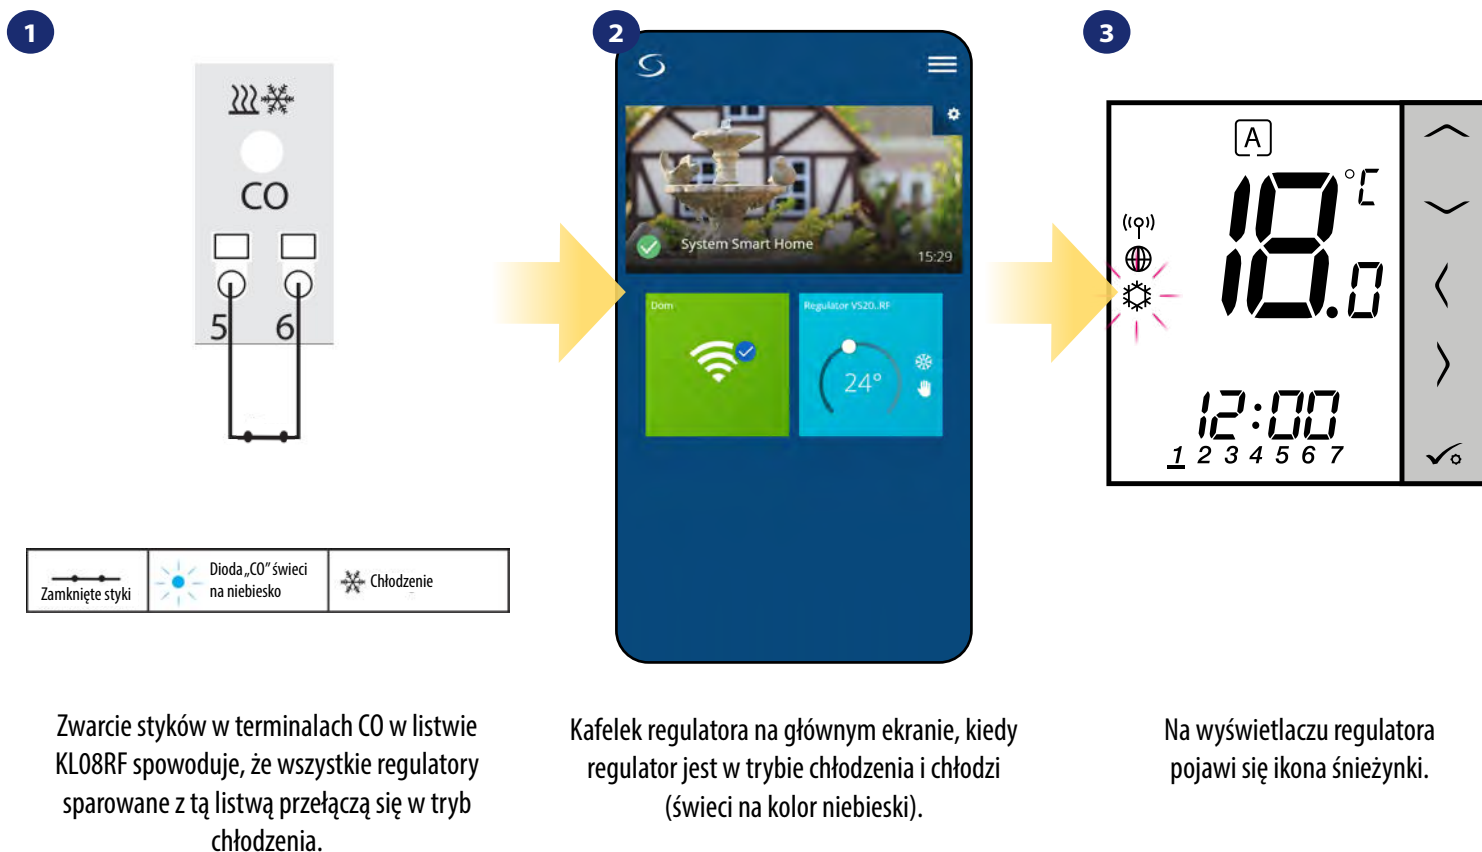 1
CO
5 6
Zamknięte styki
Dioda „CO” świeci
na niebiesko
Chłodzenie
Zwarcie styków w terminalach CO w listwie
KL08RF spowoduje, że wszystkie regulatory
sparowane z tą listwą przełączą się w tryb
chłodzenia.
2
System Smart Home
15:29
Dom
Regulator VS20..RF
24°
Kafelek regulatora na głównym ekranie, kiedy
regulator jest w trybie chłodzenia i chłodzi
(świeci na kolor niebieski).
3
A
18.0 °C
12:00
1 2 3 4 5 6 7
Na wyświetlaczu regulatora
pojawi się ikona śnieżynki.